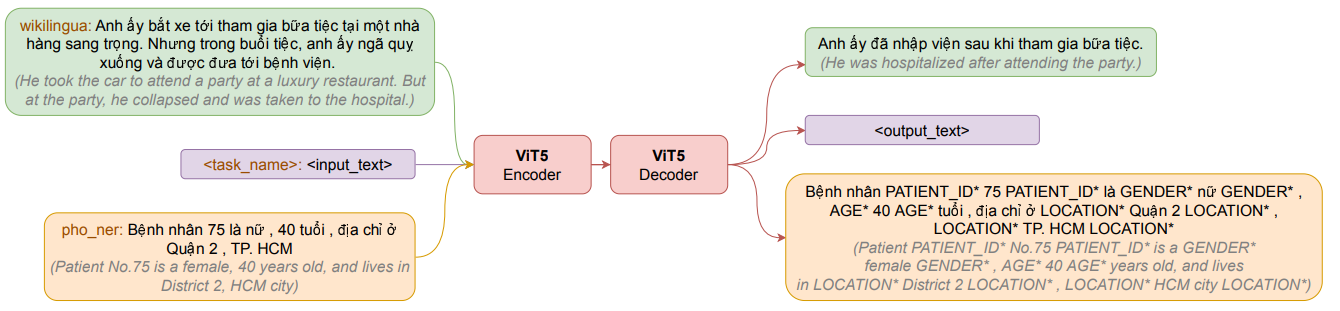 wikilingua: Anh ấy bắt xe tới tham gia bữa tiệc tại một nhà
hàng sang trọng. Nhưng trong buổi tiệc, anh ấy ngã quỵ
xuống và được đưa tới bệnh viện.
(He took the car to attend a party at a luxury restaurant. But
at the party, he collapsed and was taken to the hospital.)
<task_name>: <input_text>
pho_ner: Bệnh nhân 75 là nữ , 40 tuổi , địa chỉ ở
Quận 2 , TP. HCM
(Patient No.75 is a female, 40 years old, and lives in
District 2, HCM city)
ViT5
Encoder
ViT5
Decoder
Anh ấy đã nhập viện sau khi tham gia bữa tiệc.
(He was hospitalized after attending the party.)
<output_text>
Bệnh nhân PATIENT_ID* 75 PATIENT_ID* là GENDER* nữ GENDER* ,
AGE* 40 AGE* tuổi , địa chỉ ở LOCATION* Quận 2 LOCATION* ,
LOCATION* TP. HCM LOCATION*
(Patient PATIENT_ID* No.75 PATIENT_ID* is a GENDER*
female GENDER* , AGE* 40 AGE* years old, and lives
in LOCATION* District 2 LOCATION* , LOCATION* HCM city LOCATION*)